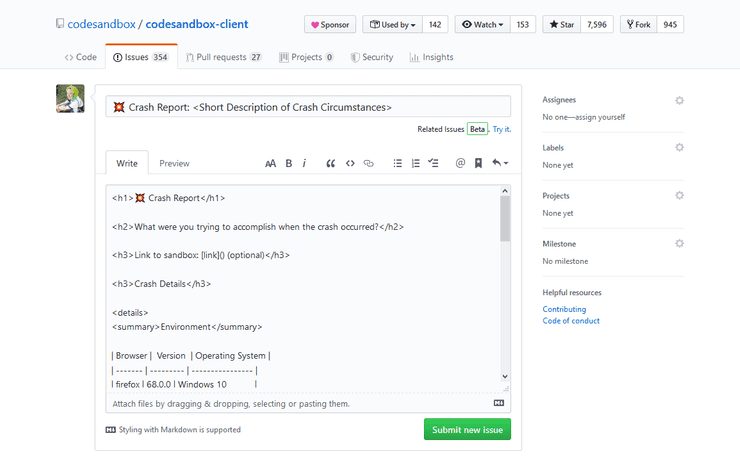 codesandbox / codesandbox-client
Sponsor Used by 142 Watch 153 Star 7,596 Fork 945
Code Issues 354 Pull requests 27 Projects 0 Security Insights
💥 Crash Report: <Short Description of Crash Circumstances>
Related Issues Beta . Try it.
Write Preview
AA B i
<h1>💥 Crash Report</h1>
<h2>What were you trying to accomplish when the crash occurred?</h2>
<h3>Link to sandbox: [link]() (optional)</h3>
<h3>Crash Details</h3>
<details>
<summary>Environment</summary>
| Browser | Version | Operating System |
| ------- | --------- | ---------------- |
| firefox | 68.0.0 | Windows 10 |
Attach files by dragging & dropping, selecting or pasting them.
Styling with Markdown is supported
Submit new issue
Assignees
No one—assign yourself
Labels
None yet
Projects
None yet
Milestone
No milestone
Helpful resources
Contributing
Code of conduct